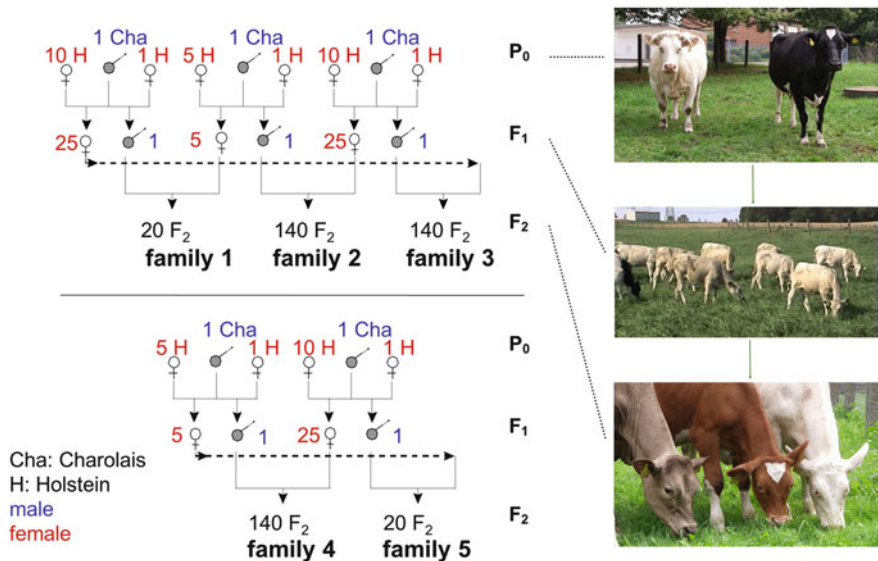 1 Cha 1 Cha 1 Cha
10 H 1 H 5 H 1 H 10 H 1 H P0
25 1 5 1 25 1 F1
20 F2 140 F2 140 F2 F2
family 1 family 2 family 3
1 Cha 1 Cha
5 H 1 H 10 H 1 H P0
5 1 25 1 F1
Cha: Charolais
H: Holstein
male
female
140 F2 20 F2 F2
family 4 family 5